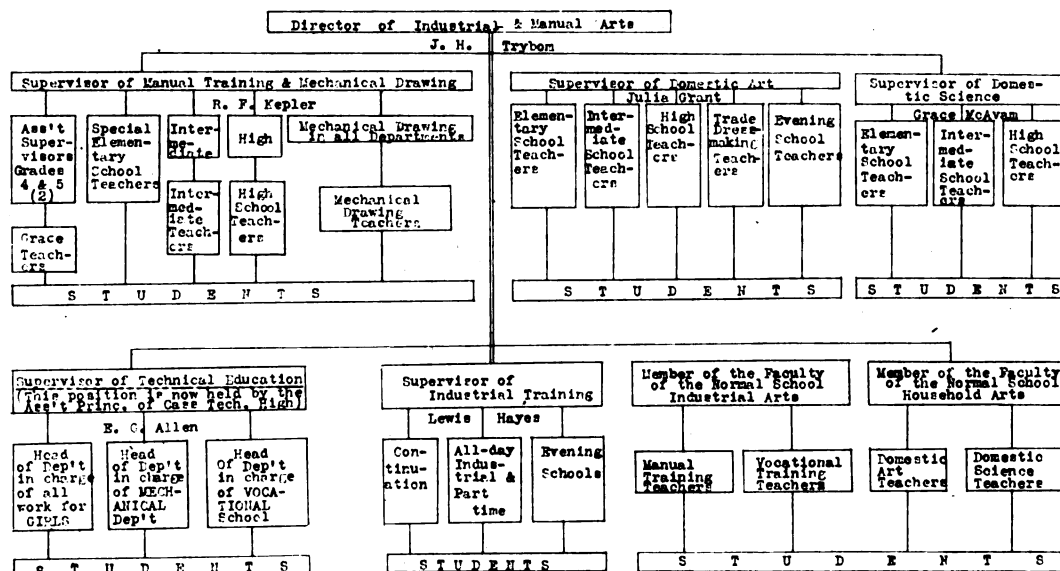 Director of Industrial & Manual Arts
J. H. Trybom
Supervisor of Manual Training & Mechanical Drawing
R. F. Kepler
Ass't
Supervisors
Grades
4 & 5
(2)
Grace
Teachers
Special
Elementary
School
Teachers
Intermediate
Intermediate
Teachers
High
High
School
Teachers
Mechanical Drawing
in all Departments
Mechanical
Drawing
Teachers
S T U D E N T S
Supervisor of Domestic Art
Julia Grant
Elementary
School
Teachers
Intermediate
School
Teachers
High
School
Teachers
Trade
Dressmaking
Teachers
Evening
School
Teachers
S T U D E N T S
Supervisor of Domestic Science
Grace McAvam
Elementary
School
Teachers
Intermediate
School
Teachers
High
School
Teachers
S T U D E N T S
Supervisor of Technical Education
(This position is now held by the
Ass't Princ. of Cass Tech. High)
E. G. Allen
Head
of Dep't
in charge
of all
work for
GIRLS
Head
of Dep't
in charge
of MECHANICAL
Dep't
Head
Of Dep't
in charge
of VOCATIONAL
School
S T U D E N T S
Supervisor of
Industrial Training
Lewis Hayes
Continuation
All-day
Industrial &
Part
time
Evening
Schools
S T U D E N T S
Member of the Faculty
of the Normal School
Industrial Arts
Manual
Training
Teachers
Vocational
Training
Teachers
Member of the Faculty
of the Normal School
Household Arts
Domestic
Art
Teachers
Domestic
Science
Teachers
S T U D E N T S